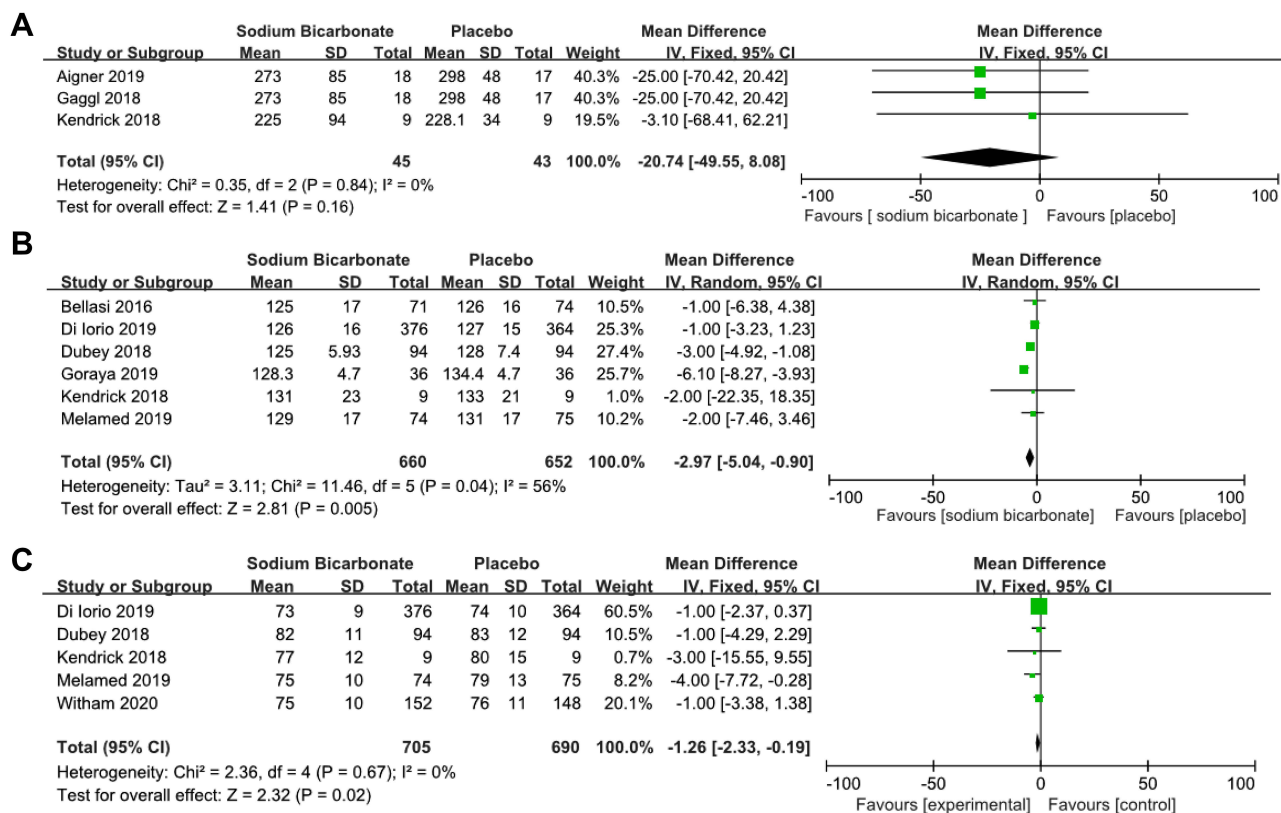 A
Sodium Bicarbonate Placebo Mean Difference Mean Difference
Study or Subgroup Mean SD Total Mean SD Total Weight IV, Fixed, 95% CI IV, Fixed, 95% CI
Aigner 2019 273 85 18 298 48 17 40.3% -25.00 [-70.42, 20.42]
Gaggl 2018 273 85 18 298 48 17 40.3% -25.00 [-70.42, 20.42]
Kendrick 2018 225 94 9 228.1 34 9 19.5% -3.10 [-68.41, 62.21]
Total (95% CI) 45 43 100.0% -20.74 [-49.55, 8.08]
Heterogeneity: Chi² = 0.35, df = 2 (P = 0.84); I² = 0%
Test for overall effect: Z = 1.41 (P = 0.16)
-100 -50 0 50 100
Favours [ sodium bicarbonate ] Favours [placebo]
B
Sodium Bicarbonate Placebo Mean Difference Mean Difference
Study or Subgroup Mean SD Total Mean SD Total Weight IV, Random, 95% CI IV, Random, 95% CI
Bellasi 2016 125 17 71 126 16 74 10.5% -1.00 [-6.38, 4.38]
Di Iorio 2019 126 16 376 127 15 364 25.3% -1.00 [-3.23, 1.23]
Dubey 2018 125 5.93 94 128 7.4 94 27.4% -3.00 [-4.92, -1.08]
Goraya 2019 128.3 4.7 36 134.4 4.7 36 25.7% -6.10 [-8.27, -3.93]
Kendrick 2018 131 23 9 133 21 9 1.0% -2.00 [-22.35, 18.35]
Melamed 2019 129 17 74 131 17 75 10.2% -2.00 [-7.46, 3.46]
Total (95% CI) 660 652 100.0% -2.97 [-5.04, -0.90]
Heterogeneity: Tau² = 3.11; Chi² = 11.46, df = 5 (P = 0.04); I² = 56%
Test for overall effect: Z = 2.81 (P = 0.005)
-100 -50 0 50 100
Favours [sodium bicarbonate] Favours [placebo]
C
Sodium Bicarbonate Placebo Mean Difference Mean Difference
Study or Subgroup Mean SD Total Mean SD Total Weight IV, Fixed, 95% CI IV, Fixed, 95% CI
Di Iorio 2019 73 9 376 74 10 364 60.5% -1.00 [-2.37, 0.37]
Dubey 2018 82 11 94 83 12 94 10.5% -1.00 [-4.29, 2.29]
Kendrick 2018 77 12 9 80 15 9 0.7% -3.00 [-15.55, 9.55]
Melamed 2019 75 10 74 79 13 75 8.2% -4.00 [-7.72, -0.28]
Witham 2020 75 10 152 76 11 148 20.1% -1.00 [-3.38, 1.38]
Total (95% CI) 705 690 100.0% -1.26 [-2.33, -0.19]
Heterogeneity: Chi² = 2.36, df = 4 (P = 0.67); I² = 0%
Test for overall effect: Z = 2.32 (P = 0.02)
-100 -50 0 50 100
Favours [experimental] Favours [control]